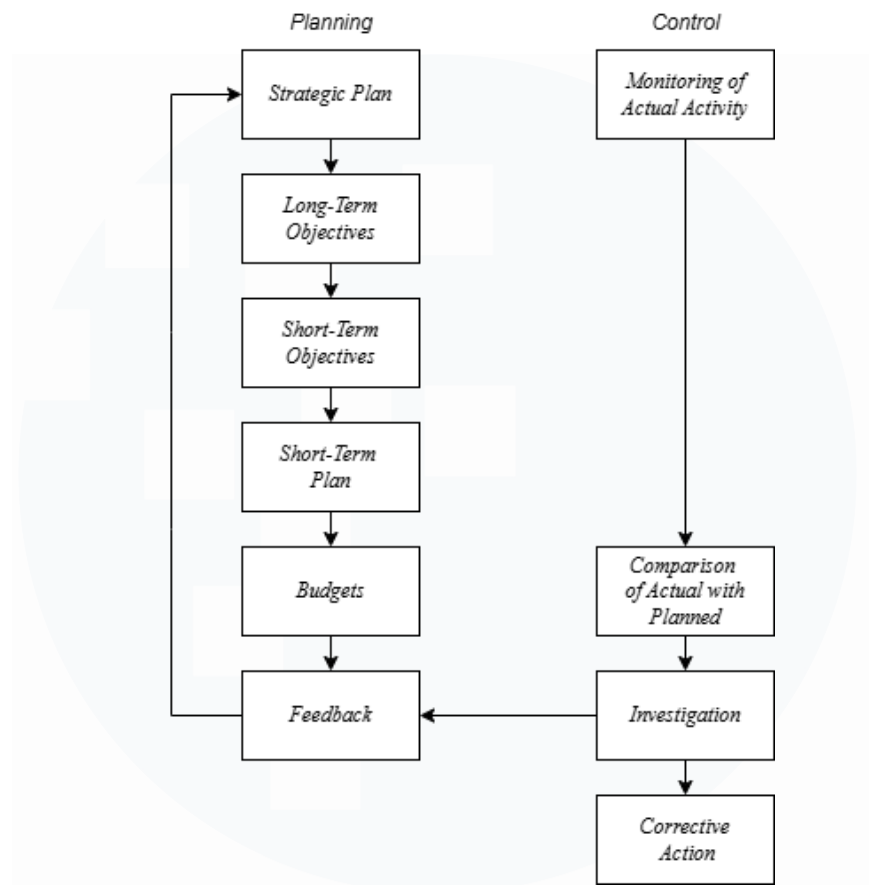 Planning
Control
Strategic Plan
Monitoring of
Actual Activity
Long-Term
Objectives
Short-Term
Objectives
Short-Term
Plan
Budgets
Comparison
of Actual with
Planned
Feedback
Investigation
Corrective
Action